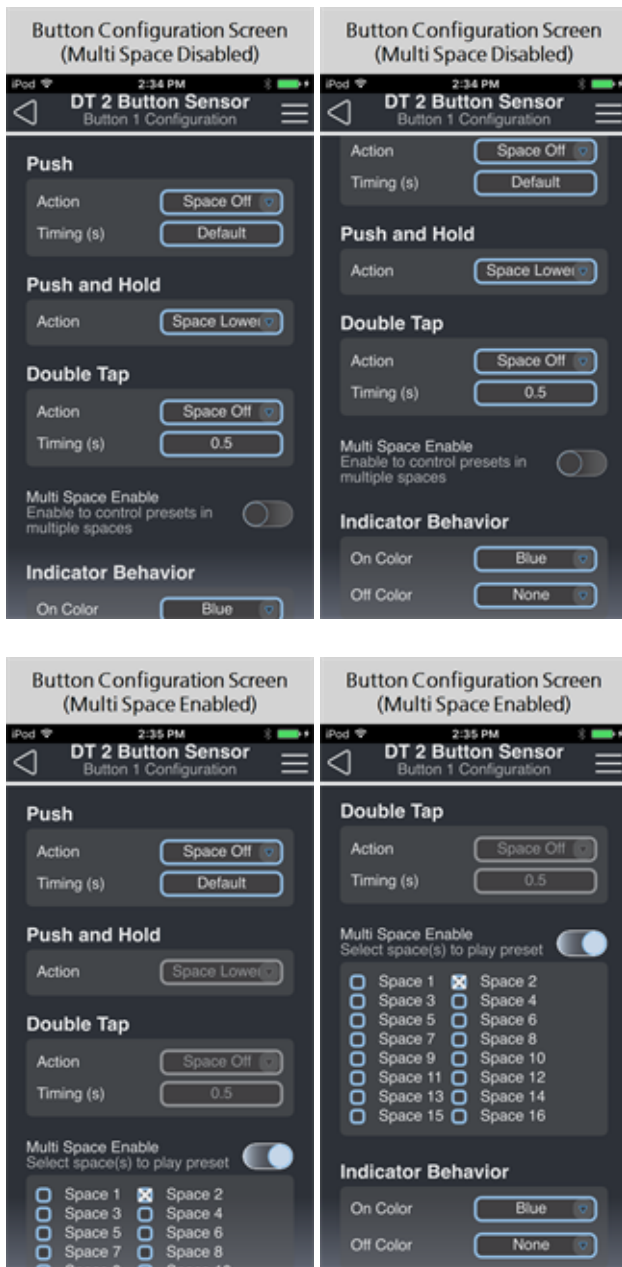 Button Configuration Screen
(Multi Space Disabled)
iPod 2:34 PM
DT 2 Button Sensor
Button 1 Configuration
Push
Action Space Off
Timing (s) Default
Push and Hold
Action Space Lower
Double Tap
Action Space Off
Timing (s) 0.5
Multi Space Enable
Enable to control presets in
multiple spaces
Indicator Behavior
On Color Blue
Button Configuration Screen
(Multi Space Disabled)
iPod 2:34 PM
DT 2 Button Sensor
Button 1 Configuration
Action Space Off
Timing (s) Default
Push and Hold
Action Space Lower
Double Tap
Action Space Off
Timing (s) 0.5
Multi Space Enable
Enable to control presets in
multiple spaces
Indicator Behavior
On Color Blue
Off Color None
Button Configuration Screen
(Multi Space Enabled)
iPod 2:35 PM
DT 2 Button Sensor
Button 1 Configuration
Push
Action Space Off
Timing (s) Default
Push and Hold
Action Space Lower
Double Tap
Action Space Off
Timing (s) 0.5
Multi Space Enable
Select space(s) to play preset
Space 1 Space 2
Space 3 Space 4
Space 5 Space 6
Space 7 Space 8
Button Configuration Screen
(Multi Space Enabled)
iPod 2:35 PM
DT 2 Button Sensor
Button 1 Configuration
Double Tap
Action Space Off
Timing (s) 0.5
Multi Space Enable
Select space(s) to play preset
Space 1 Space 2
Space 3 Space 4
Space 5 Space 6
Space 7 Space 8
Space 9 Space 10
Space 11 Space 12
Space 13 Space 14
Space 15 Space 16
Indicator Behavior
On Color Blue
Off Color None